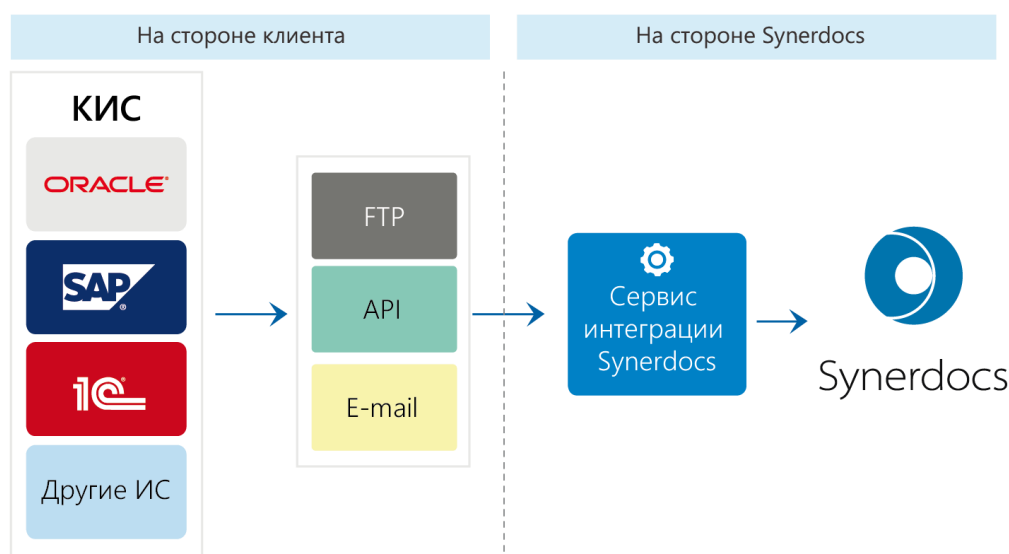 На стороне клиента
На стороне Synerdocs
КИС
ORACLE®
SAP®
1С®
Другие ИС
FTP
API
E-mail
Сервис
интеграции
Synerdocs
Synerdocs